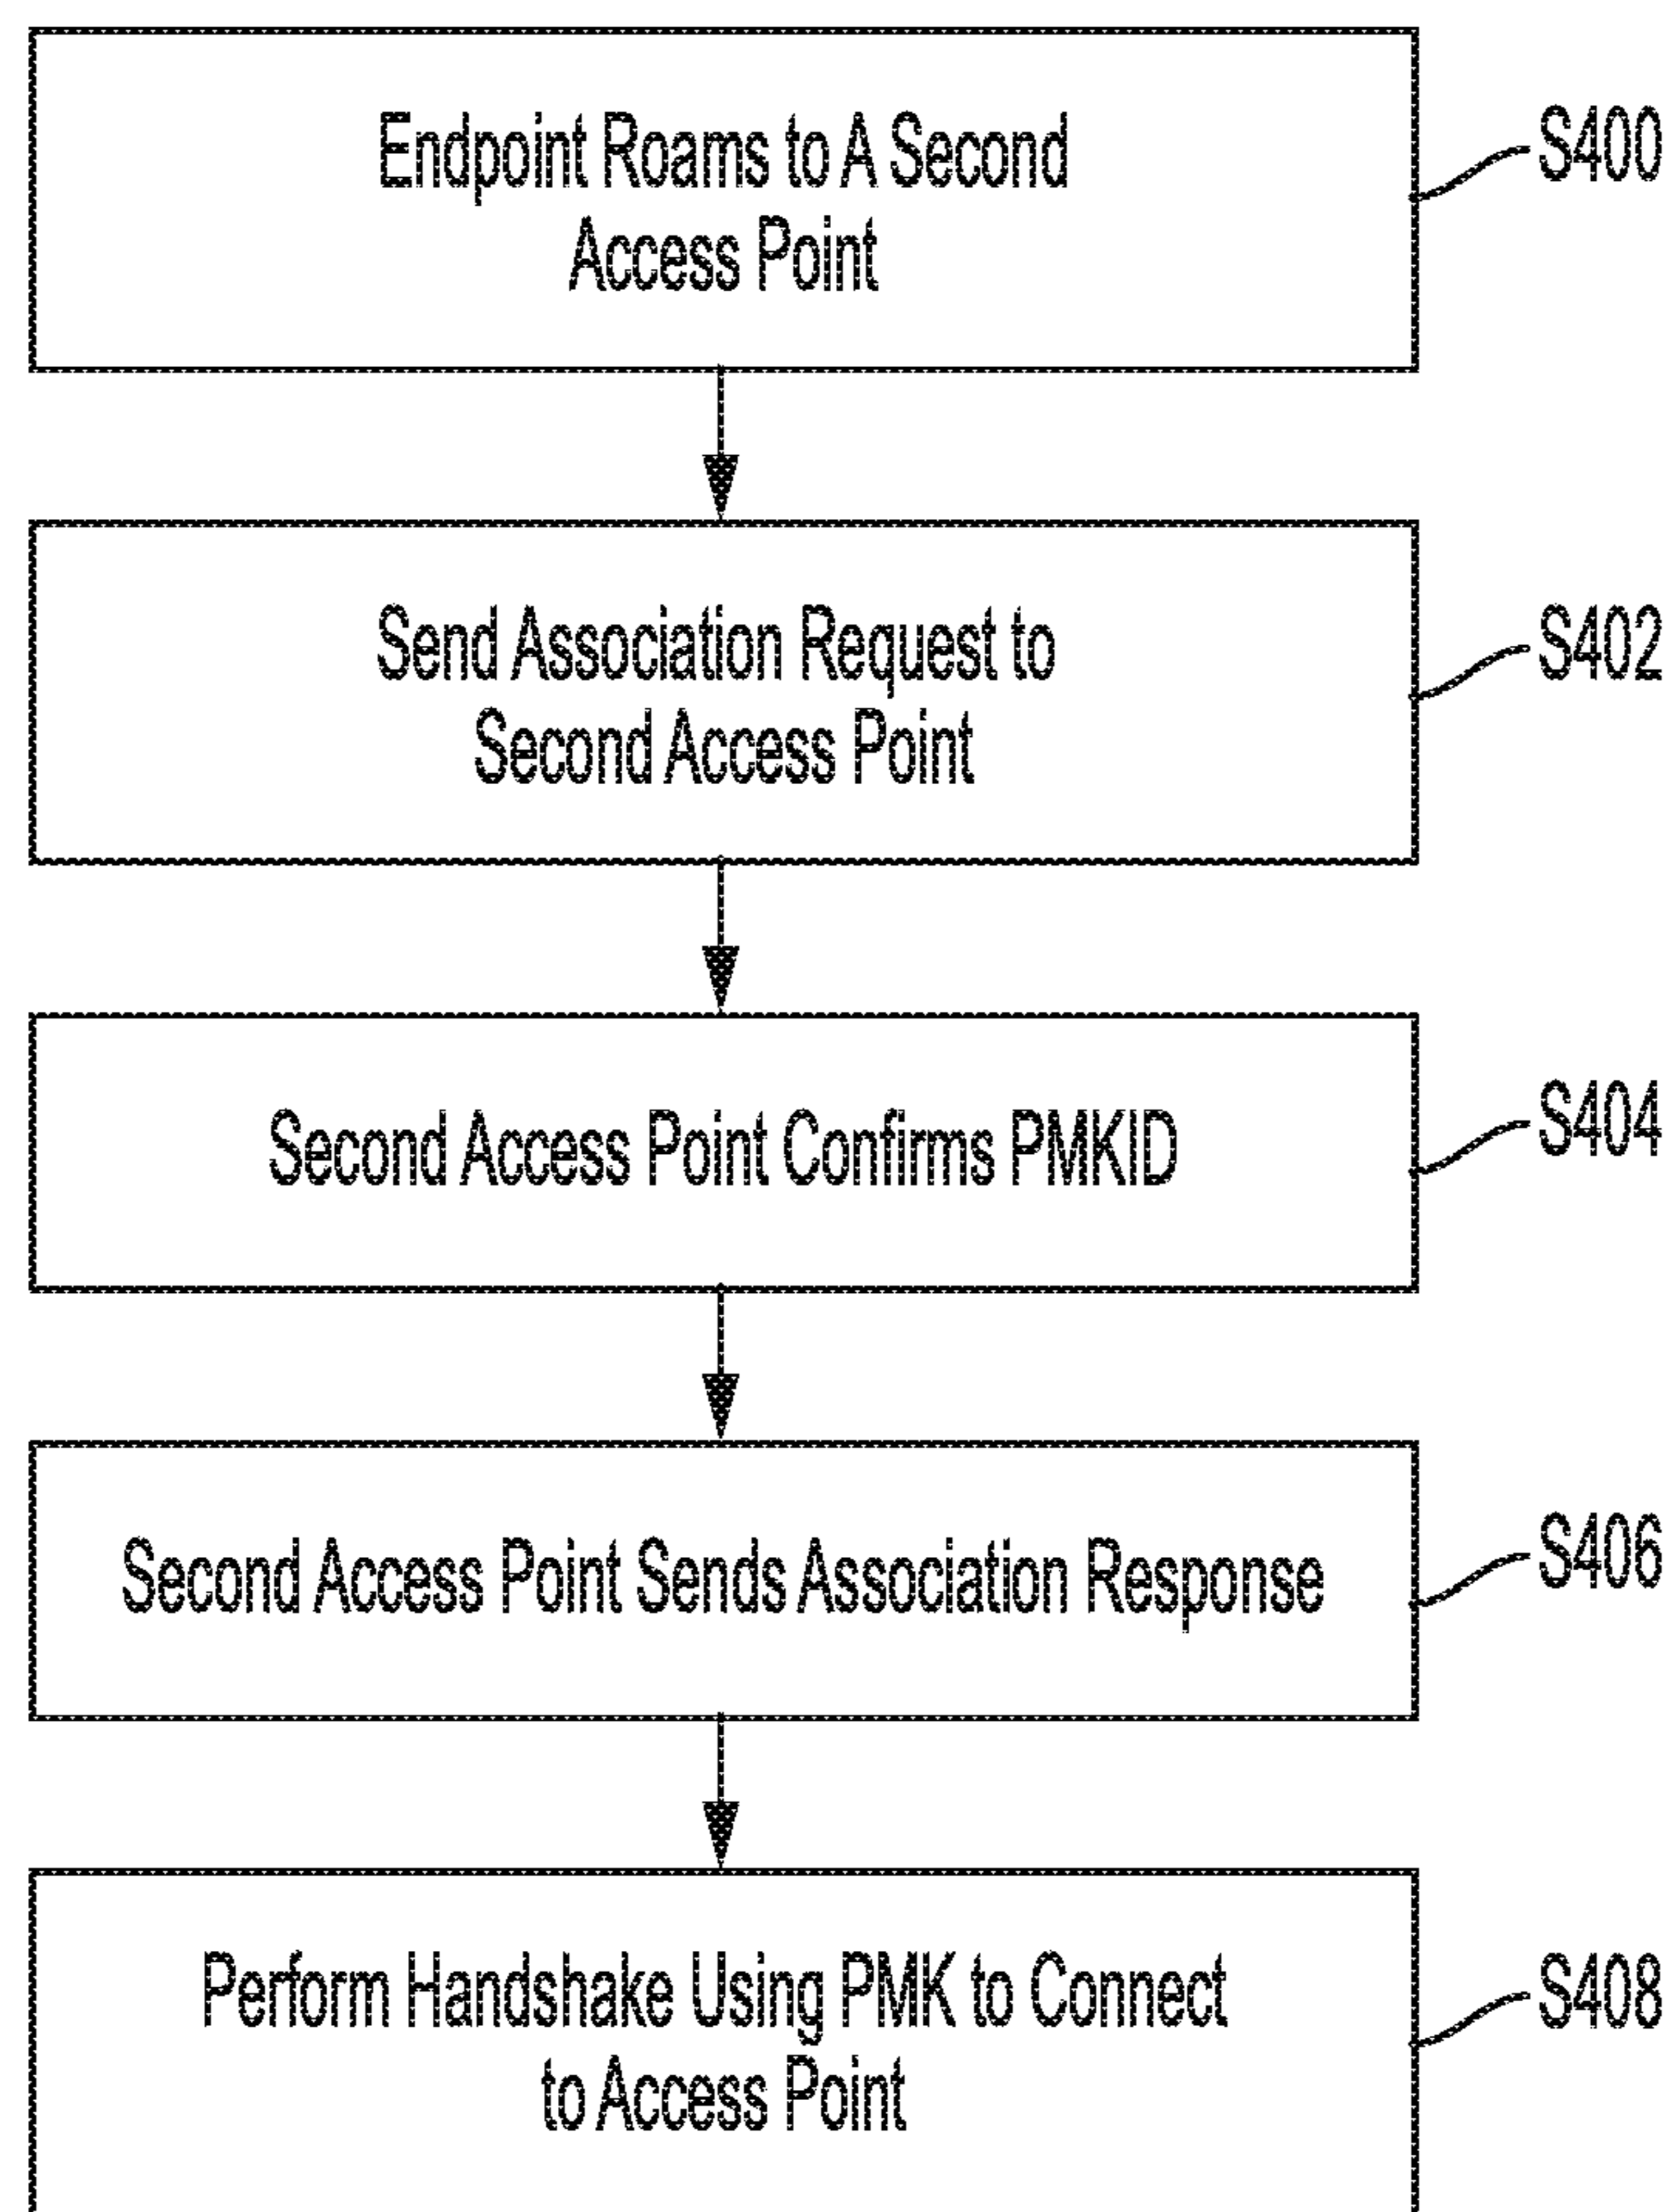 Endpoint Roams to A Second
Access Point
S400
Send Association Request to
Second Access Point
S402
Second Access Point Confirms PMKID
S404
Second Access Point Sends Association Response
S406
Perform Handshake Using PMK to Connect
to Access Point
S408